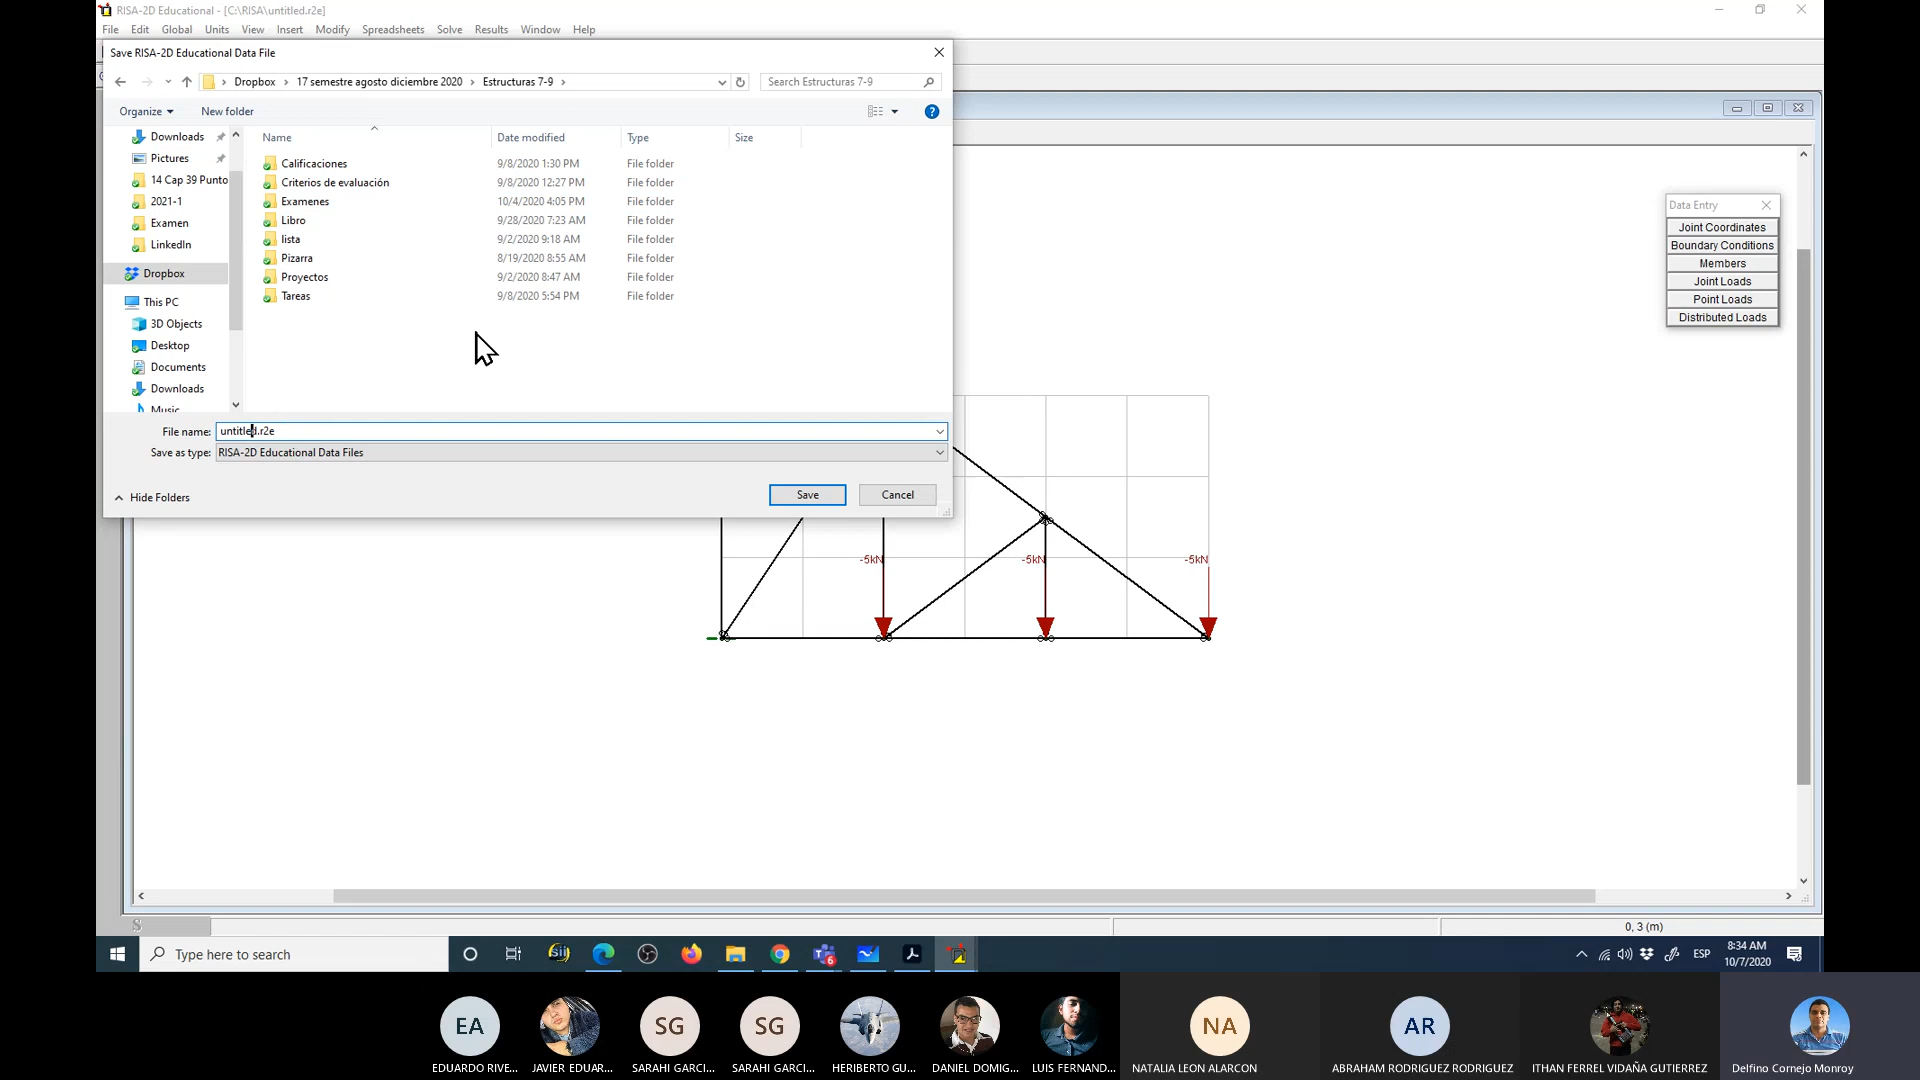 RISA-2D Educational - [C:\RISA\untitled.r2e]
File Edit Global Units View Insert Modify Spreadsheets Solve Results Window Help
Save RISA-2D Educational Data File
Dropbox > 17 semestre agosto diciembre 2020 > Estructuras 7-9 >
Search Estructuras 7-9
Organize
New folder
Name Date modified Type Size
Downloads
Pictures
14 Cap 39 Punto
2021-1
Examen
LinkedIn
Dropbox
This PC
3D Objects
Desktop
Documents
Downloads
Music
Calificaciones 9/8/2020 1:30 PM File folder
Criterios de evaluación 9/8/2020 12:27 PM File folder
Examenes 10/4/2020 4:05 PM File folder
Libro 9/28/2020 7:23 AM File folder
lista 9/2/2020 9:18 AM File folder
Pizarra 8/19/2020 8:55 AM File folder
Proyectos 9/2/2020 8:47 AM File folder
Tareas 9/8/2020 5:54 PM File folder
File name: untitled.r2e
Save as type: RISA-2D Educational Data Files
Hide Folders
Save
Cancel
Data Entry
Joint Coordinates
Boundary Conditions
Members
Joint Loads
Point Loads
Distributed Loads
-5kN
-5kN
-5kN
S
0, 3 (m)
Type here to search
sii
6
ESP
8:34 AM
10/7/2020
EA
SG
SG
NA
AR
EDUARDO RIVE...
JAVIER EDUAR...
SARAHI GARCI...
SARAHI GARCI...
HERIBERTO GU...
DANIEL DOMIG...
LUIS FERNAND...
NATALIA LEON ALARCON
ABRAHAM RODRIGUEZ RODRIGUEZ
ITHAN FERREL VIDAÑA GUTIERREZ
Delfino Cornejo Monroy